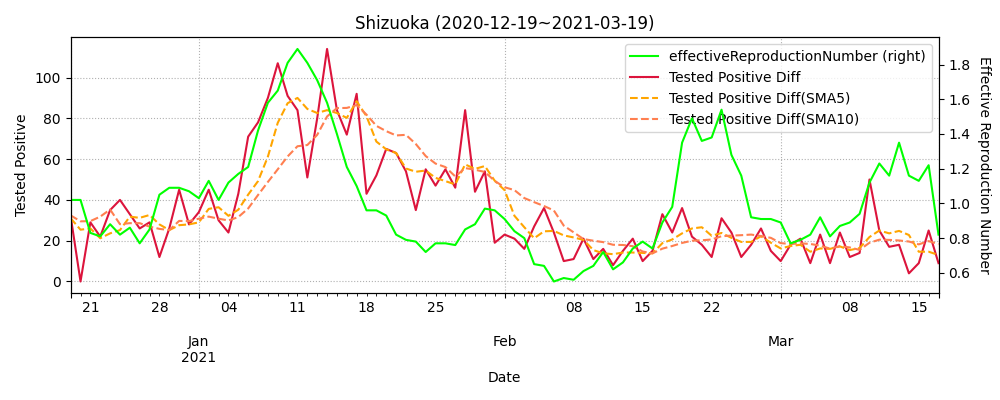 Shizuoka (2020-12-19~2021-03-19)
effectiveReproductionNumber (right)
Tested Positive Diff
Tested Positive Diff(SMA5)
Tested Positive Diff(SMA10)
Tested Positive
100
80
60
40
20
0
1.8
1.6
1.4
1.2
1.0
0.8
0.6
Effective Reproduction Number
21 28 04 11 18 25 08 15 22 08 15
Jan Feb Mar
2021
Date